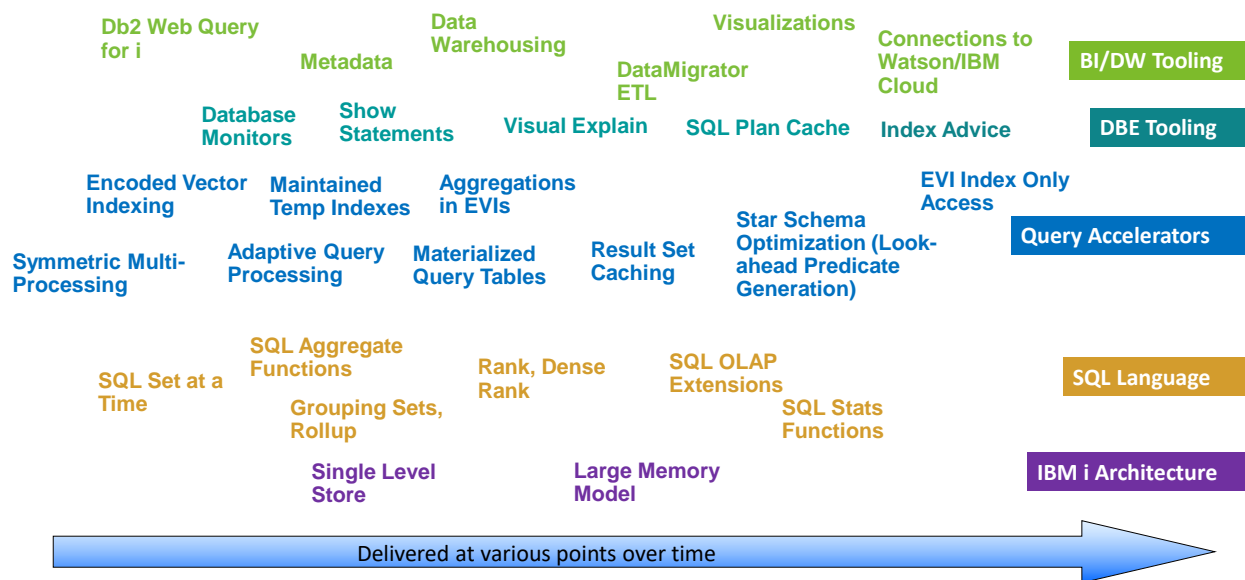 Db2 Web Query
for i
Metadata
Data
Warehousing
DataMigrator
ETL
Visualizations
Connections to
Watson/IBM
Cloud
BI/DW Tooling
Database
Monitors
Show
Statements
Visual Explain
SQL Plan Cache
Index Advice
DBE Tooling
Encoded Vector
Indexing
Maintained
Temp Indexes
Aggregations
in EVIs
EVI Index Only
Access
Symmetric Multi-
Processing
Adaptive Query
Processing
Materialized
Query Tables
Result Set
Caching
Star Schema
Optimization (Look-
ahead Predicate
Generation)
Query Accelerators
SQL Set at a
Time
SQL Aggregate
Functions
Grouping Sets,
Rollup
Rank, Dense
Rank
SQL OLAP
Extensions
SQL Stats
Functions
SQL Language
Single Level
Store
Large Memory
Model
IBM i Architecture
Delivered at various points over time